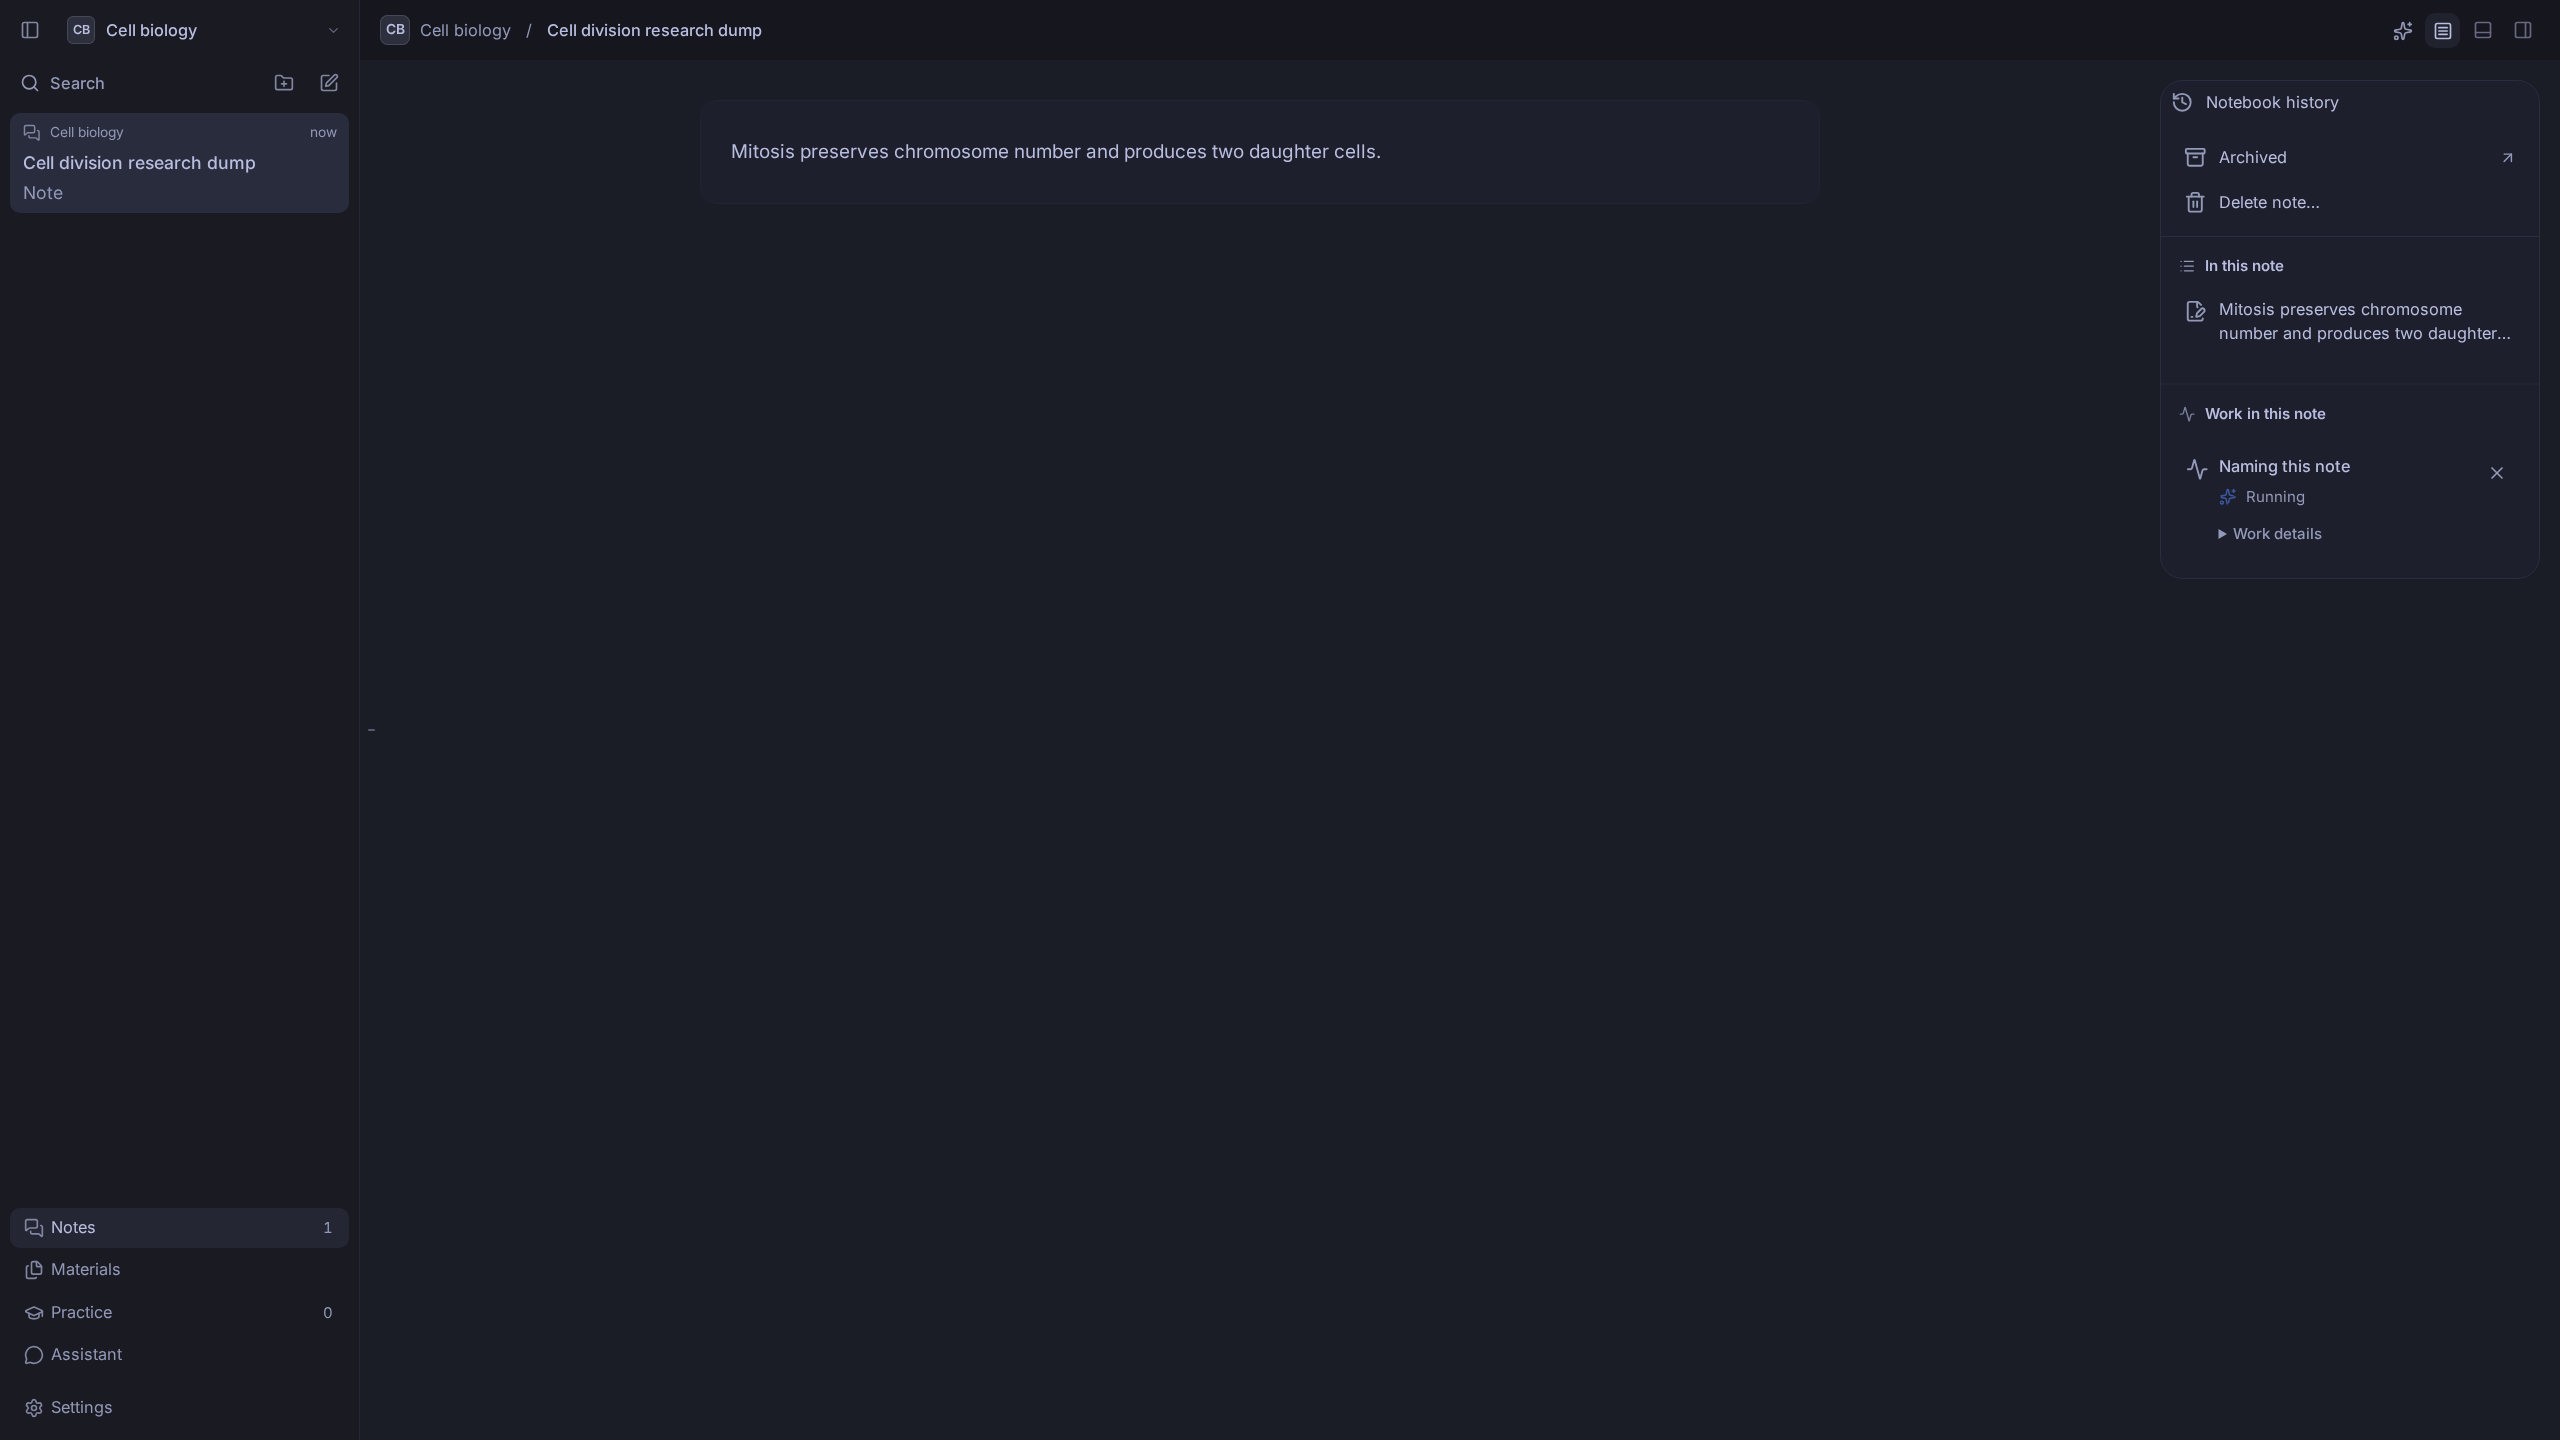 CB Cell biology
Search
Cell biology now
Cell division research dump
Note
Notes 1
Materials
Practice 0
Assistant
Settings
CB Cell biology / Cell division research dump
Mitosis preserves chromosome number and produces two daughter cells.
Notebook history
Archived
Delete note...
In this note
Mitosis preserves chromosome
number and produces two daughter...
Work in this note
Naming this note
Running
Work details